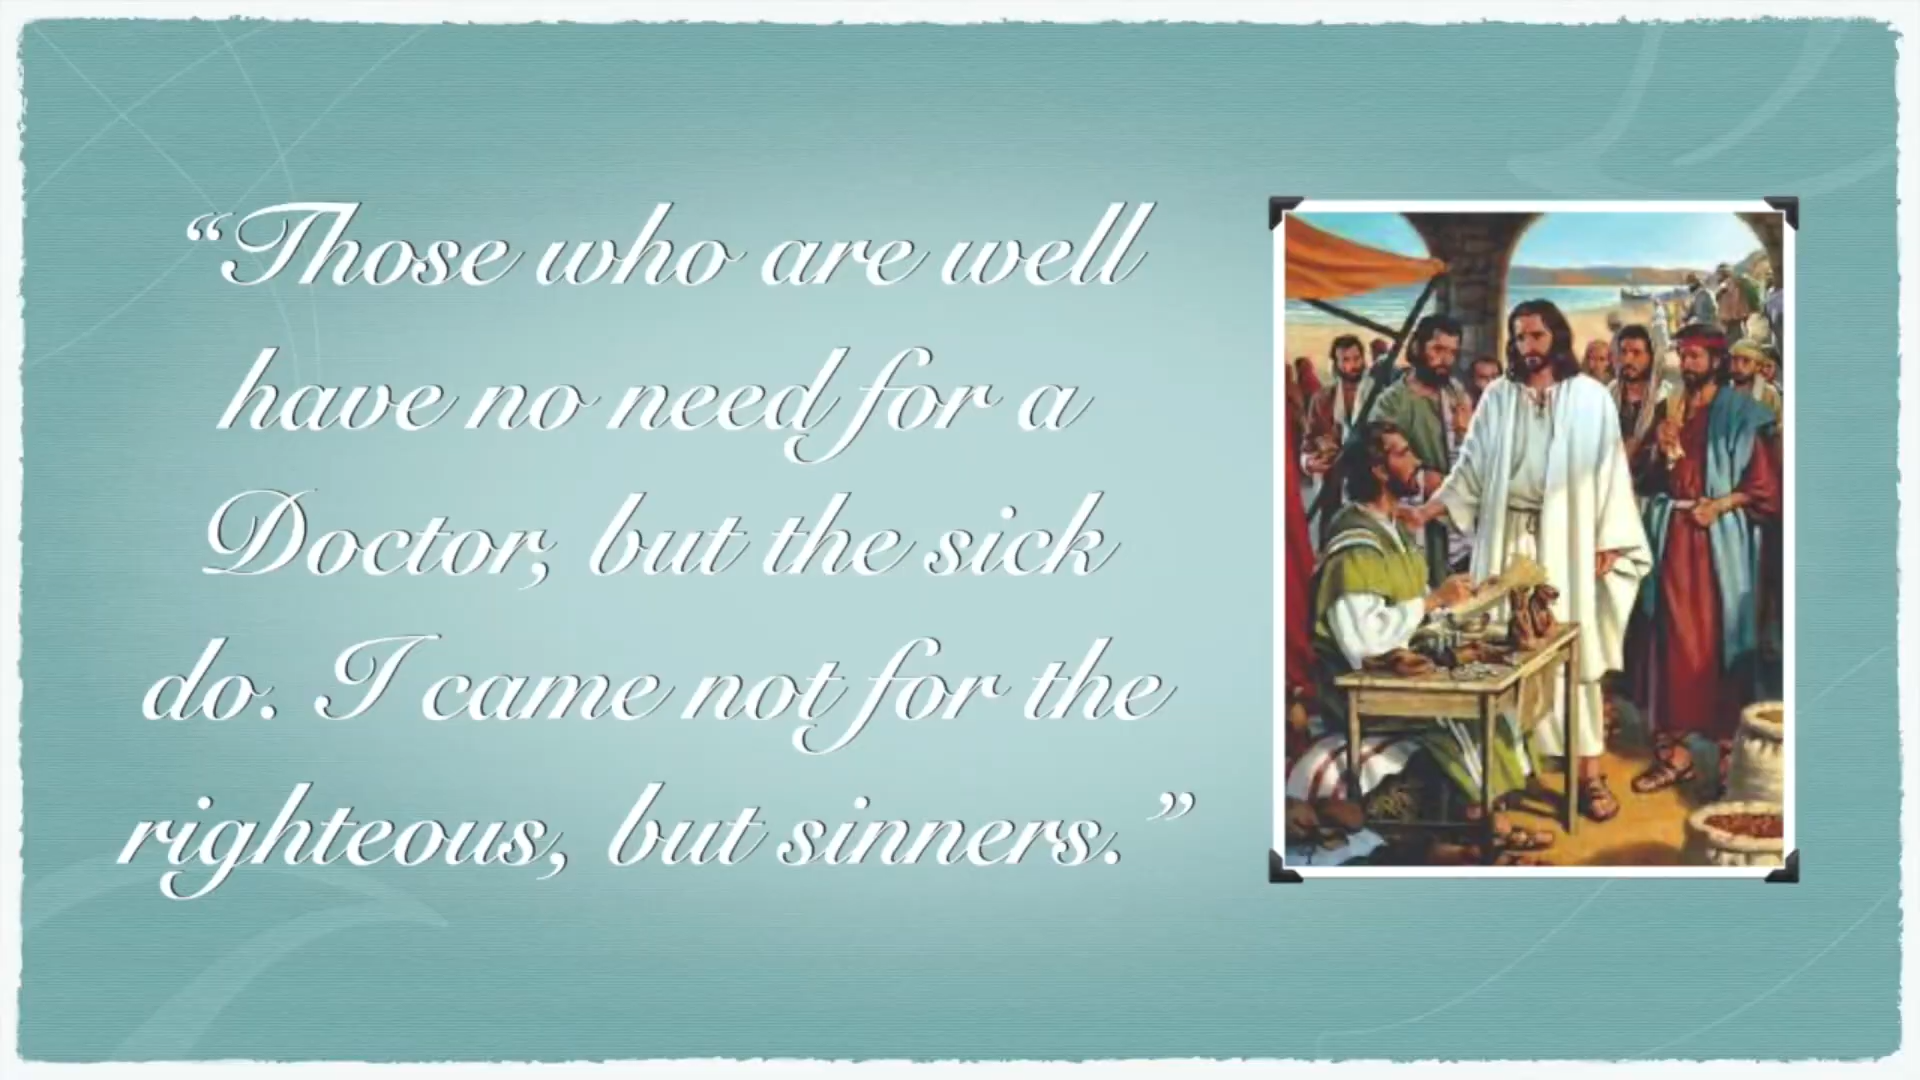 “Those who are well
have no need for a
Doctor, but the sick
do. I came not for the
righteous, but sinners.”